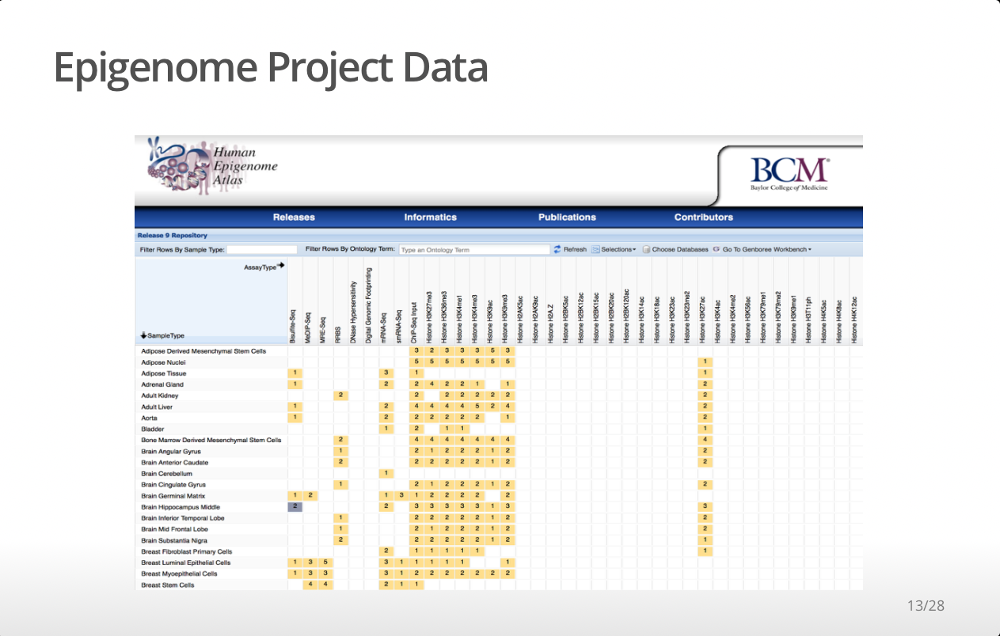 Epigenome Project Data
Human
Epigenome
Atlas
BCM®
Baylor College of Medicine
Releases Informatics Publications Contributors
Release 9 Repository
Filter Rows By Sample Type: Filter Rows By Ontology Term: Type an Ontology Term Refresh Selections Choose Databases Go To Genboree Workbench
AssayType
SampleType
Bisulfite-Seq
MeDIP-Seq
MRE-Seq
RRBS
DNase Hypersensitivity
Digital Genomic Footprinting
mRNA-Seq
smRNA-Seq
ChIP-Seq Input
Histone H3K27me3
Histone H3K36me3
Histone H3K4me1
Histone H3K4me3
Histone H3K9ac
Histone H3K9me3
Histone H2AK5ac
Histone H2AK9ac
Histone H2A.Z
Histone H2BK5ac
Histone H2BK12ac
Histone H2BK15ac
Histone H2BK20ac
Histone H2BK120ac
Histone H3K14ac
Histone H3K18ac
Histone H3K23ac
Histone H3K23me2
Histone H3K27ac
Histone H3K4ac
Histone H3K4me2
Histone H3K56ac
Histone H3K79me1
Histone H3K79me2
Histone H3K9me1
Histone H3T11ph
Histone H4K5ac
Histone H4K8ac
Histone H4K12ac
Adipose Derived Mesenchymal Stem Cells 3 2 3 3 3 5 3
Adipose Nuclei 5 5 5 5 5 5 5 1
Adipose Tissue 1 3 1 1
Adrenal Gland 1 2 2 4 2 2 1 1 2
Adult Kidney 2 2 2 2 2 2 2 2
Adult Liver 1 2 4 4 4 4 5 2 4 2
Aorta 1 2 2 2 2 2 2 1 2
Bladder 1 2 1 1 1
Bone Marrow Derived Mesenchymal Stem Cells 2 4 4 4 4 4 4 4 4
Brain Angular Gyrus 1 2 1 2 2 2 1 2 2
Brain Anterior Caudate 2 2 2 2 2 2 1 2 2
Brain Cerebellum 1
Brain Cingulate Gyrus 1 2 1 2 2 2 1 2 2
Brain Germinal Matrix 1 2 1 3 1 2 2 2 2
Brain Hippocampus Middle 2 2 3 3 3 3 3 1 3 3
Brain Inferior Temporal Lobe 1 2 2 2 2 2 1 2 2
Brain Mid Frontal Lobe 1 2 1 2 2 2 1 2 2
Brain Substantia Nigra 2 2 2 2 2 2 1 2 1
Breast Fibroblast Primary Cells 2 1 1 1 1 1 1
Breast Luminal Epithelial Cells 1 3 5 3 1 1 1 1 1 1
Breast Myoepithelial Cells 1 3 3 3 1 2 2 2 2 2 2 2
Breast Stem Cells 4 4 2 1 1
13/28